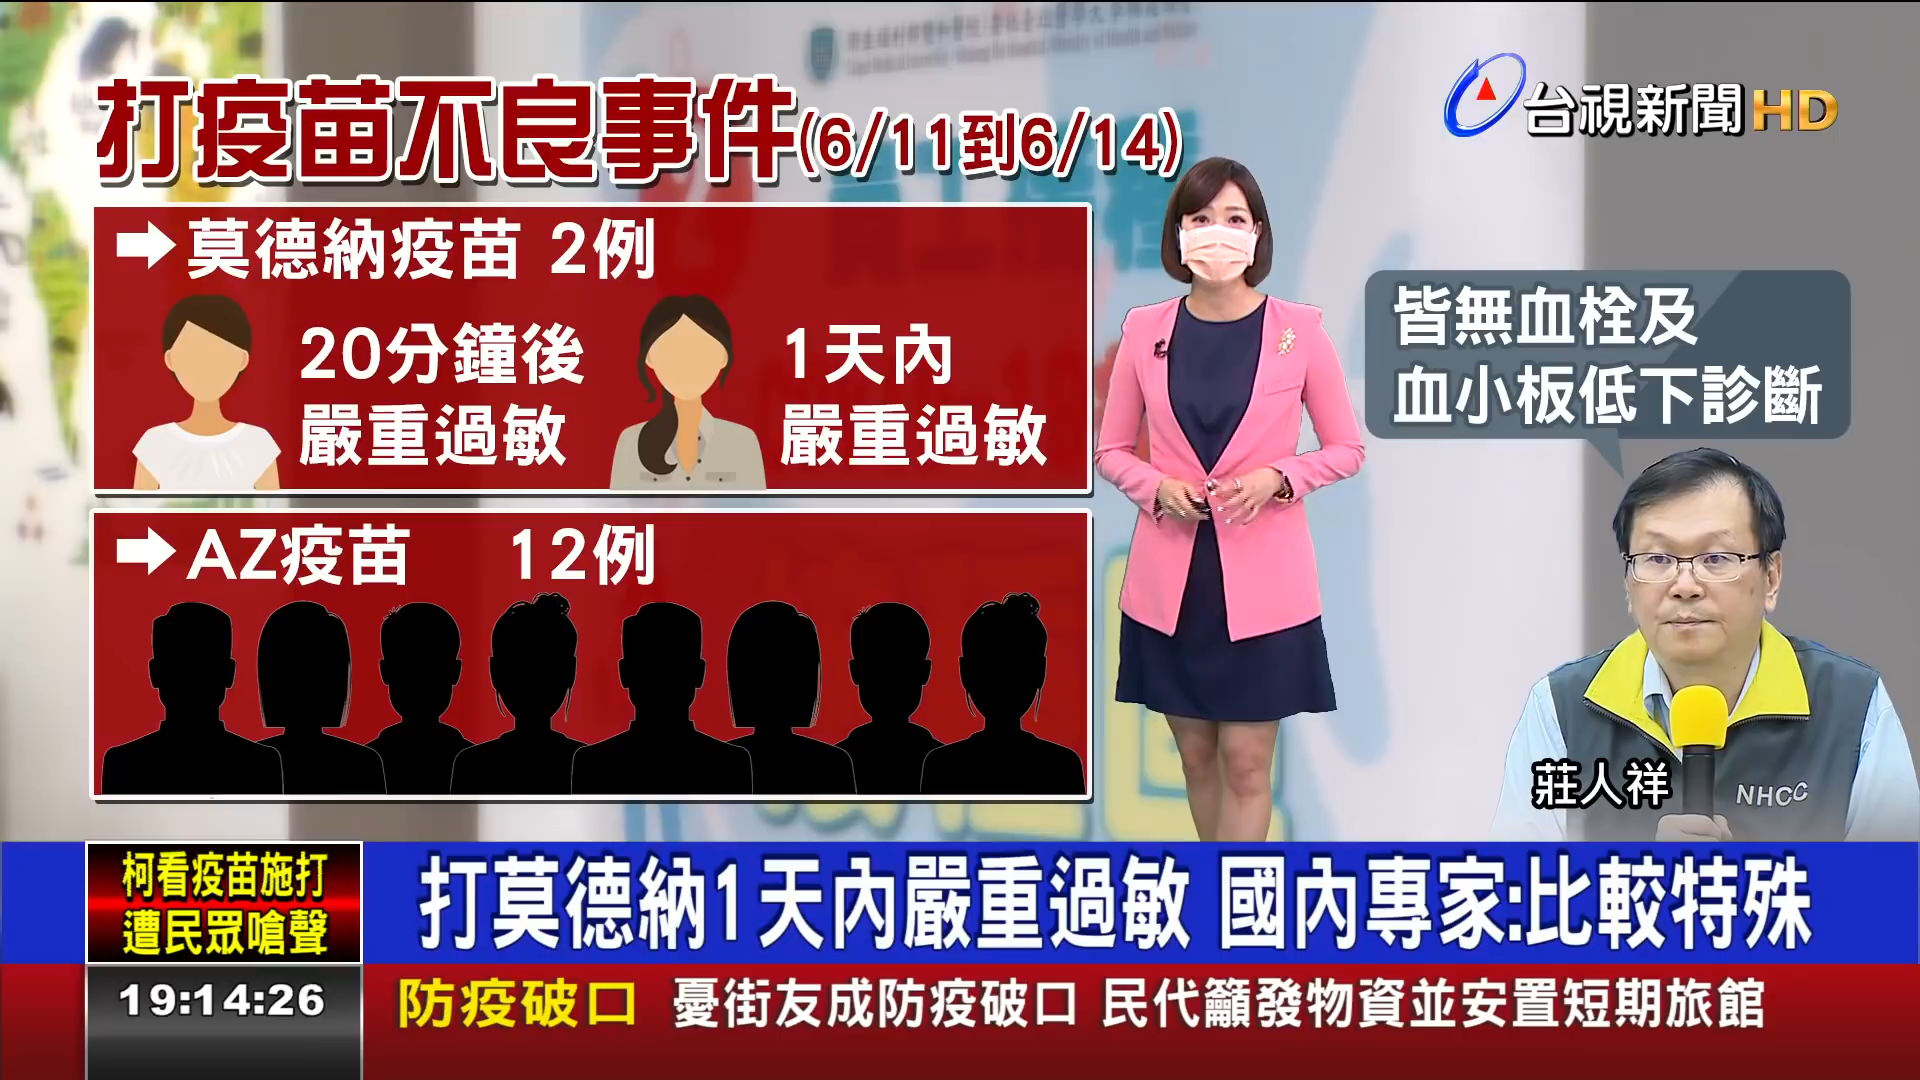 打疫苗不良事件(6/11到6/14)
台視新聞HD
莫德納疫苗 2例
20分鐘後
嚴重過敏
1天內
嚴重過敏
皆無血栓及
血小板低下診斷
AZ疫苗 12例
莊人祥
NHCC
柯看疫苗施打
遭民眾嗆聲
打莫德納1天內嚴重過敏 國內專家:比較特殊
19:14:26
防疫破口 憂街友成防疫破口 民代籲發物資並安置短期旅館